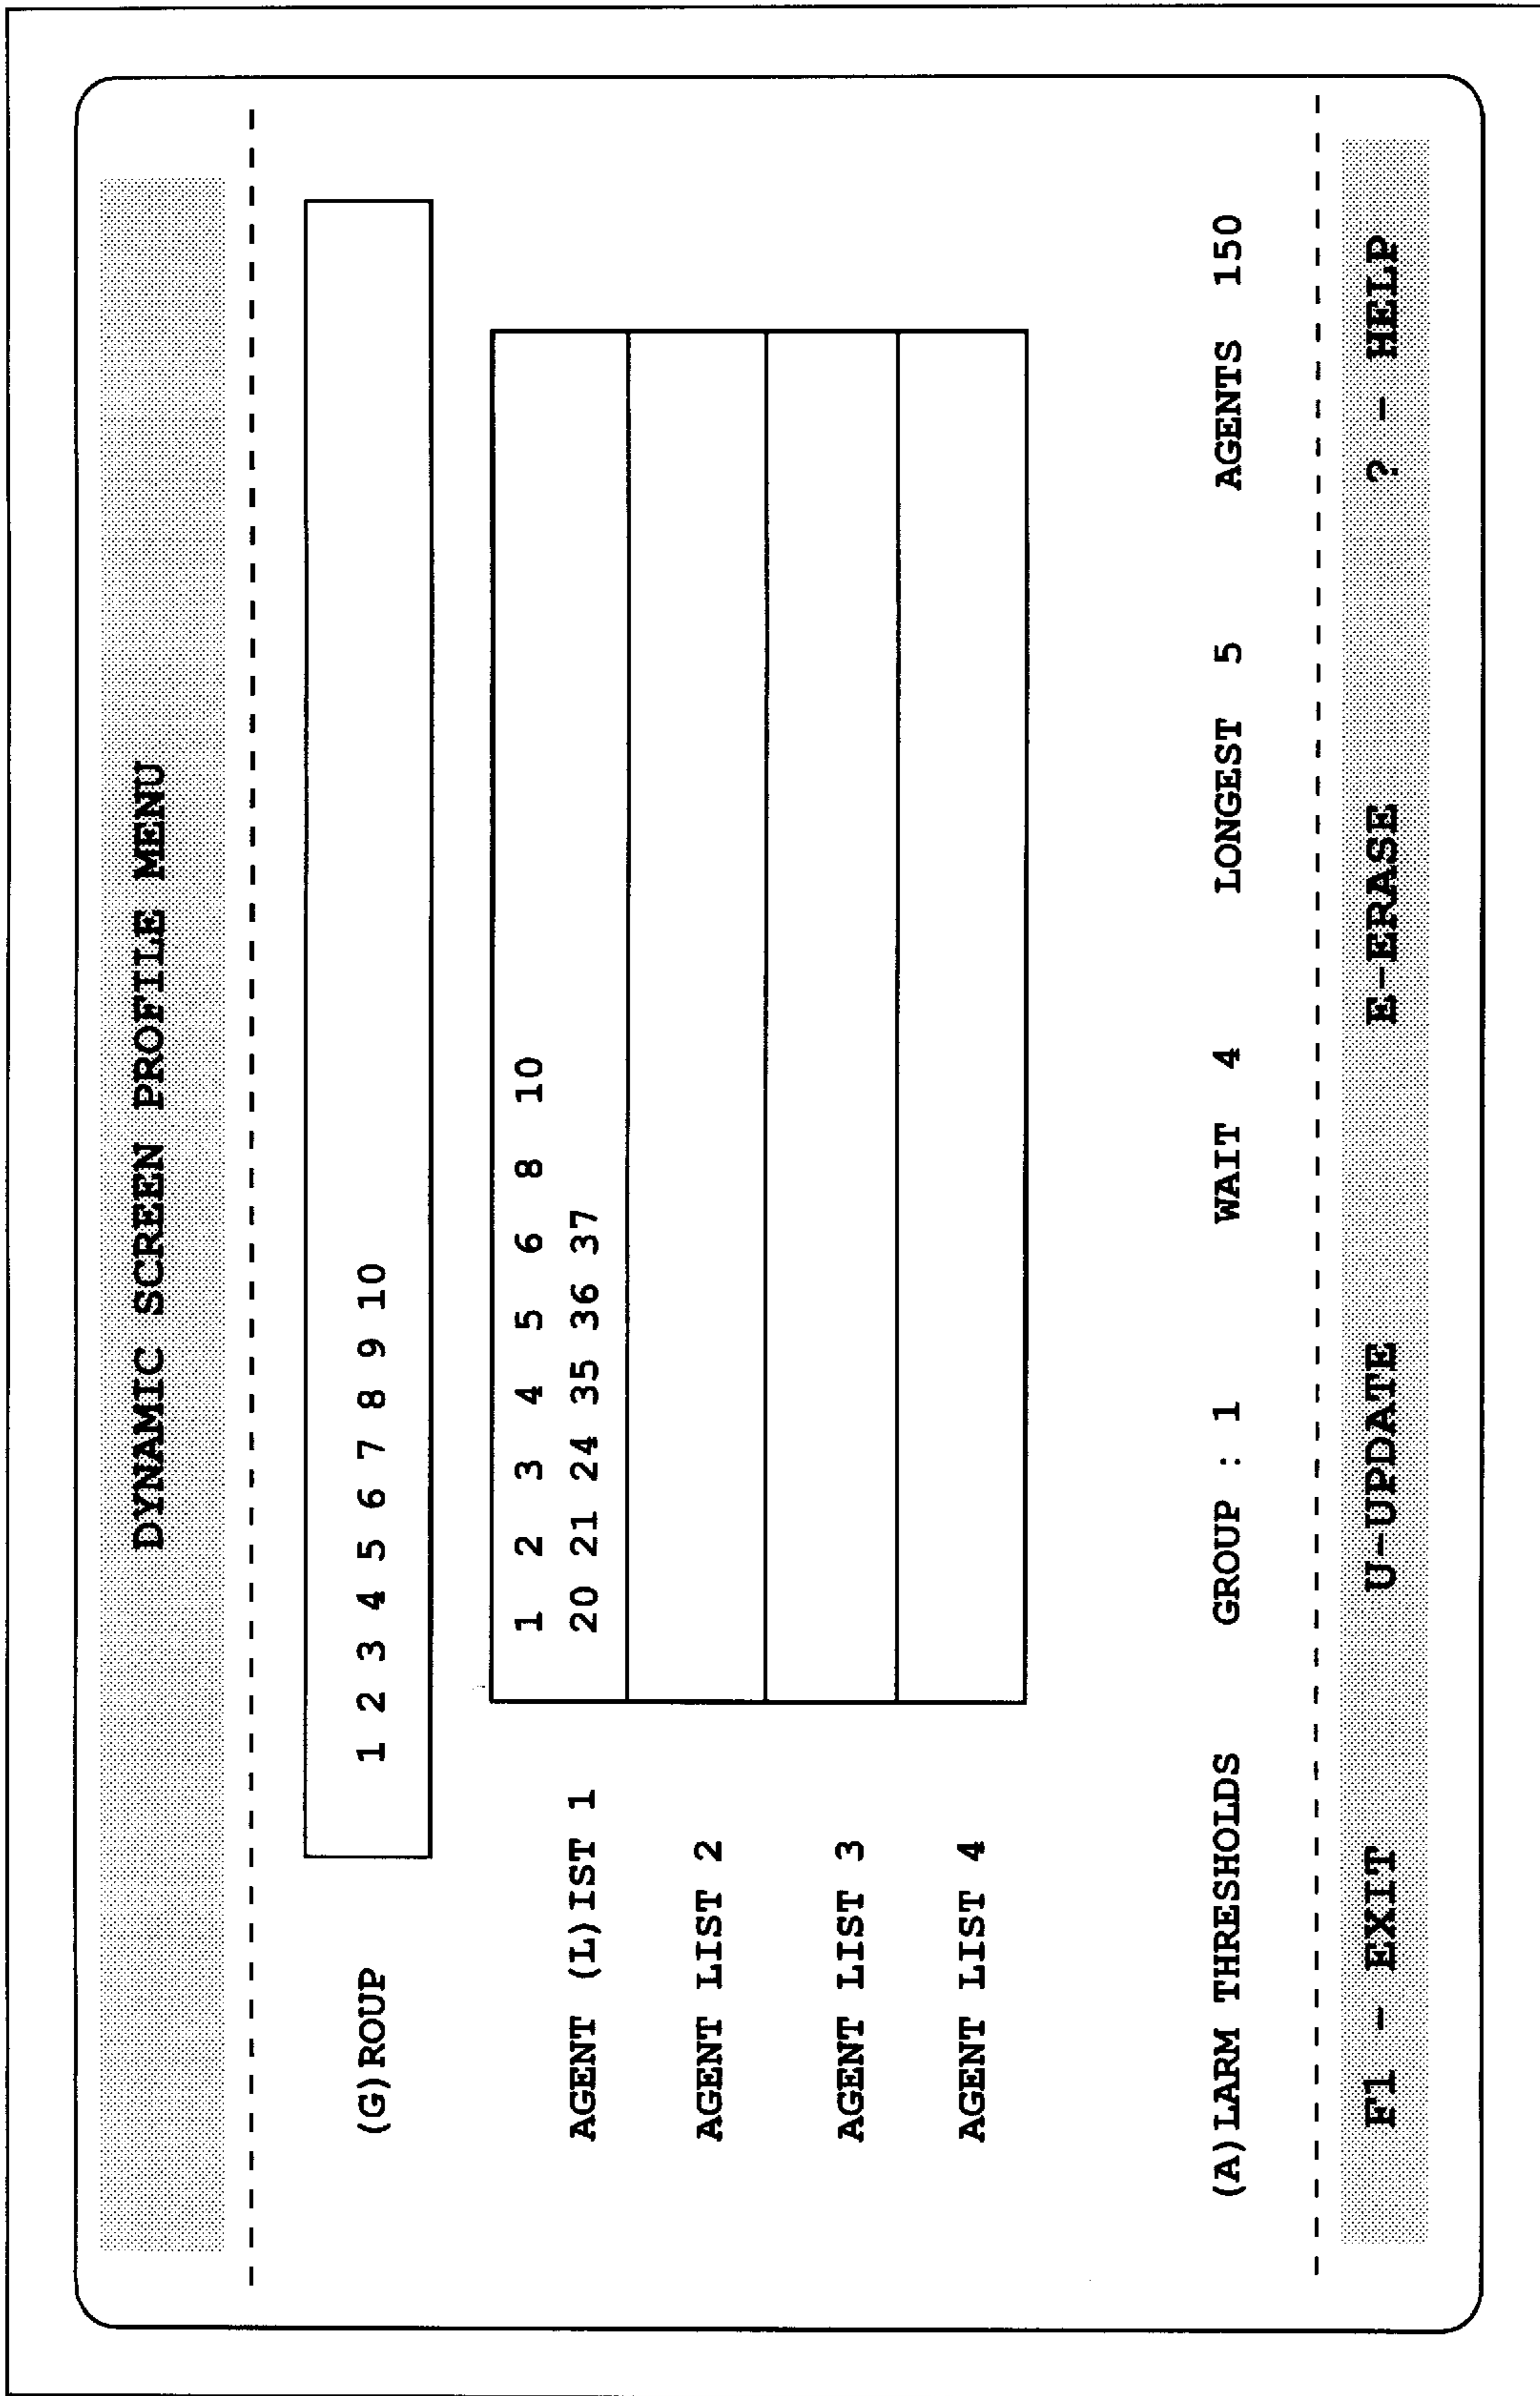 DYNAMIC SCREEN PROFILE MENU
(G)ROUP 1 2 3 4 5 6 7 8 9 10
1 2 3 4 5 6 8 10
AGENT (L)IST 1 20 21 24 35 36 37
AGENT LIST 2
AGENT LIST 3
AGENT LIST 4
(A)LARM THRESHOLDS GROUP : 1 WAIT 4 LONGEST 5 AGENTS 150
F1 - EXIT U-UPDATE E-ERASE ? - HELP